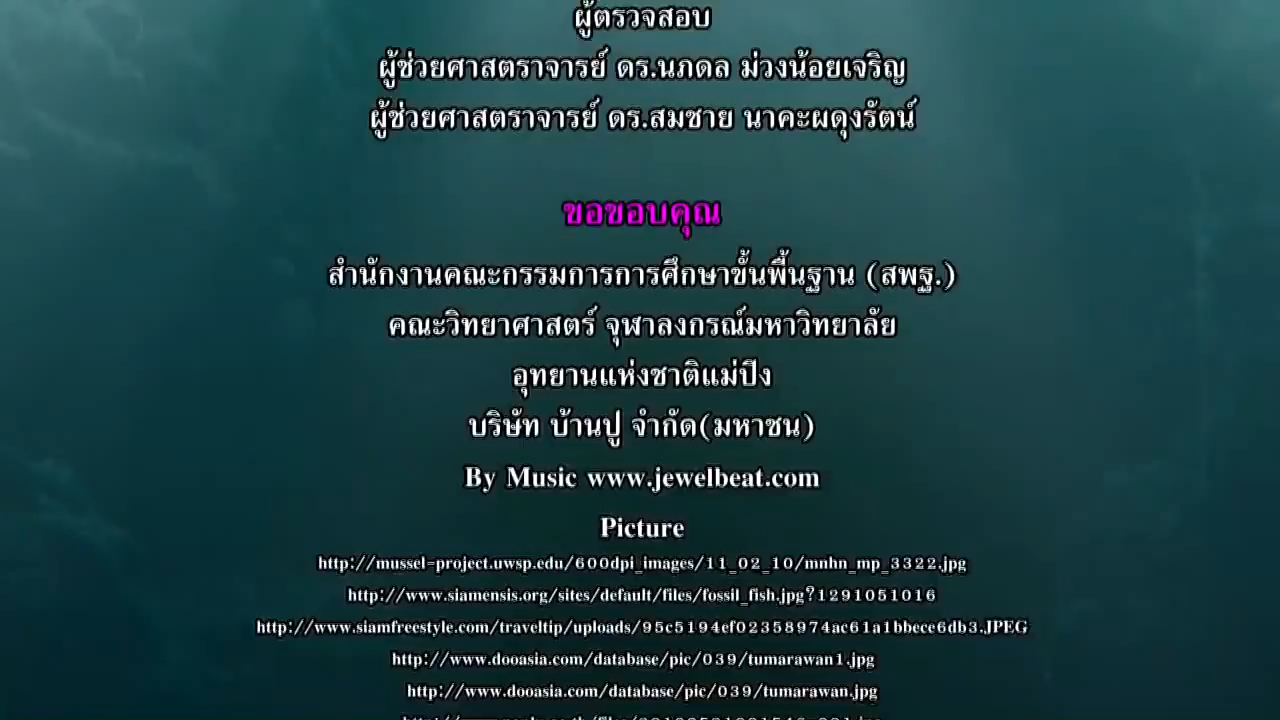 ผู้ตรวจสอบ
ผู้ช่วยศาสตราจารย์ ดร.นภดล ม่วงน้อยเจริญ
ผู้ช่วยศาสตราจารย์ ดร.สมชาย นาคะผดุงรัตน์
ขอขอบคุณ
สำนักงานคณะกรรมการการศึกษาขั้นพื้นฐาน (สพฐ.)
คณะวิทยาศาสตร์ จุฬาลงกรณ์มหาวิทยาลัย
อุทยานแห่งชาติแม่ปิง
บริษัท บ้านปู จำกัด(มหาชน)
By Music www.jewelbeat.com
Picture
http://mussel-project.uwsp.edu/600dpi_images/11_02_10/mnhn_mp_3322.jpg
http://www.siamensis.org/sites/default/files/fossil_fish.jpg?1291051016
http://www.siamfreestyle.com/traveltip/uploads/95c5194ef02358974ac61a1bbece6db3.JPEG
http://www.dooasia.com/database/pic/039/tumarawan1.jpg
http://www.dooasia.com/database/pic/039/tumarawan.jpg